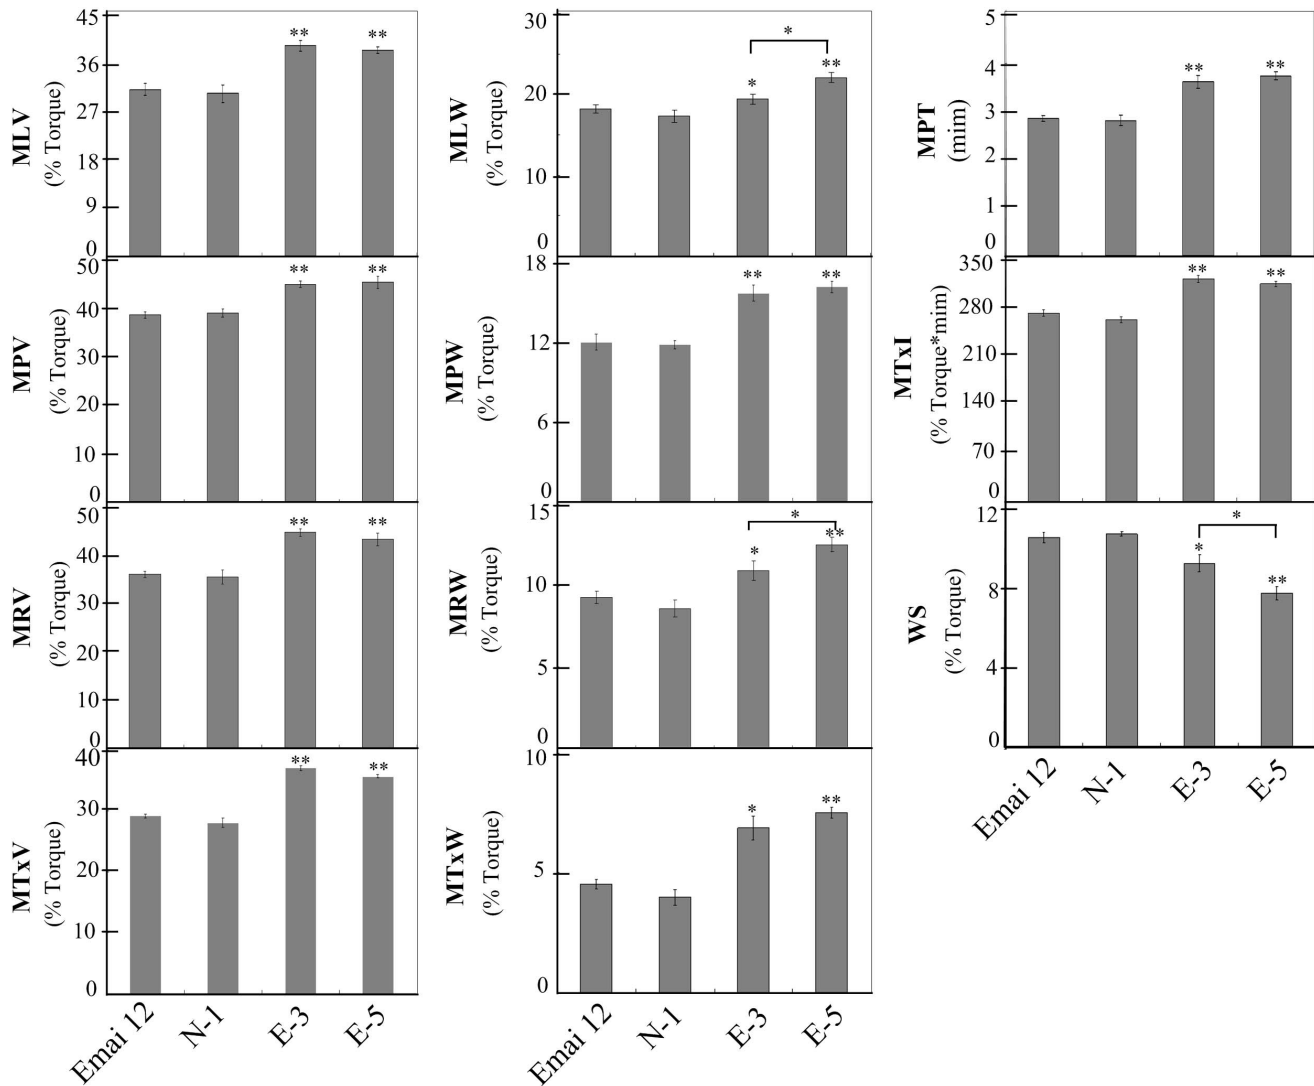 MLV
(% Torque)
45
36
27
18
9
0
** **
MPV
(% Torque)
50
40
30
20
10
0
** **
MRV
(% Torque)
50
40
30
20
10
0
** **
MTxV
(% Torque)
40
30
20
10
0
** **
Emai 12 N-1 E-3 E-5
MLW
(% Torque)
30
20
10
0
*
* **
MPW
(% Torque)
18
12
6
0
** **
MRW
(% Torque)
15
10
5
0
*
* **
MTxW
(% Torque)
10
5
0
* **
Emai 12 N-1 E-3 E-5
MPT
(mim)
5
4
3
2
1
0
** **
MTxI
(% Torque*mim)
350
280
210
140
70
0
** **
WS
(% Torque)
12
8
4
0
*
* **
Emai 12 N-1 E-3 E-5